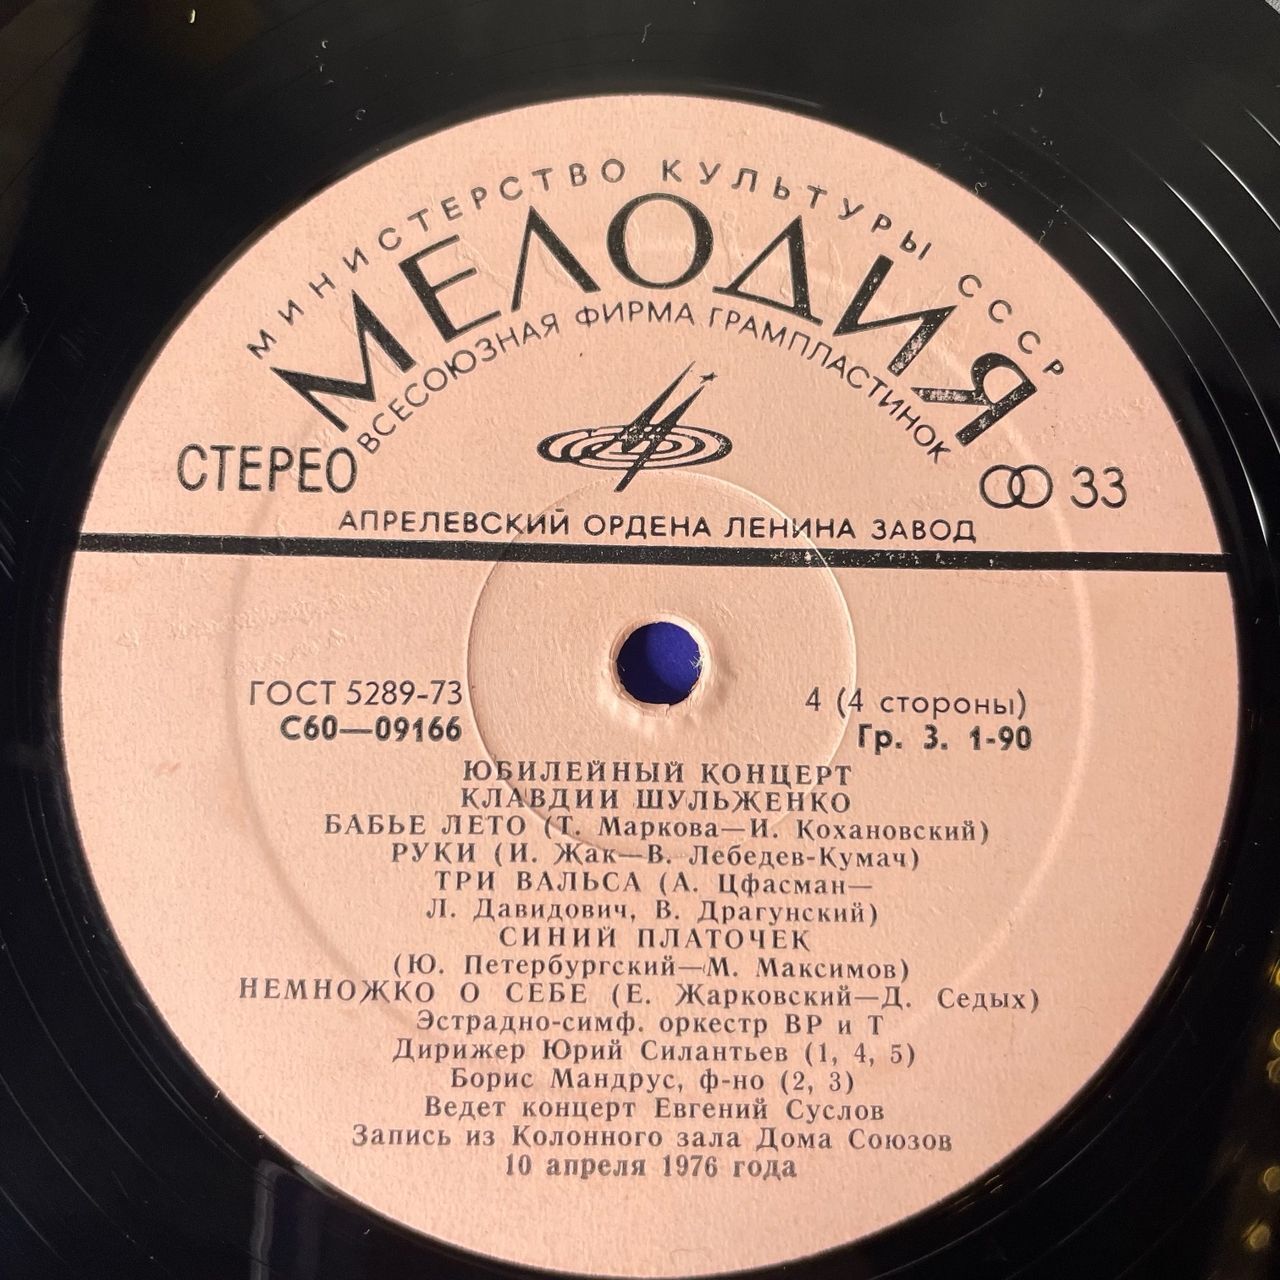 МИНИСТЕРСТВО КУЛЬТУРЫ СССР
МЕЛОДИЯ
ВСЕСОЮЗНАЯ ФИРМА ГРАМПЛАСТИНОК
СТЕРЕО
33
АПРЕЛЕВСКИЙ ОРДЕНА ЛЕНИНА ЗАВОД
ГОСТ 5289-73
4 (4 стороны)
С60—09166
Гр. 3. 1-90
ЮБИЛЕЙНЫЙ КОНЦЕРТ
КЛАВДИИ ШУЛЬЖЕНКО
БАБЬЕ ЛЕТО (Т. Маркова—И. Кохановский)
РУКИ (И. Жак—В. Лебедев-Кумач)
ТРИ ВАЛЬСА (А. Цфасман—
Л. Давидович, В. Драгунский)
СИНИЙ ПЛАТОЧЕК
(Ю. Петербургский—М. Максимов)
НЕМНОЖКО О СЕБЕ (Е. Жарковский—Д. Седых)
Эстрадно-симф. оркестр ВР и Т
Дирижер Юрий Силантьев (1, 4, 5)
Борис Мандрус, ф-но (2, 3)
Ведет концерт Евгений Суслов
Запись из Колонного зала Дома Союзов
10 апреля 1976 года